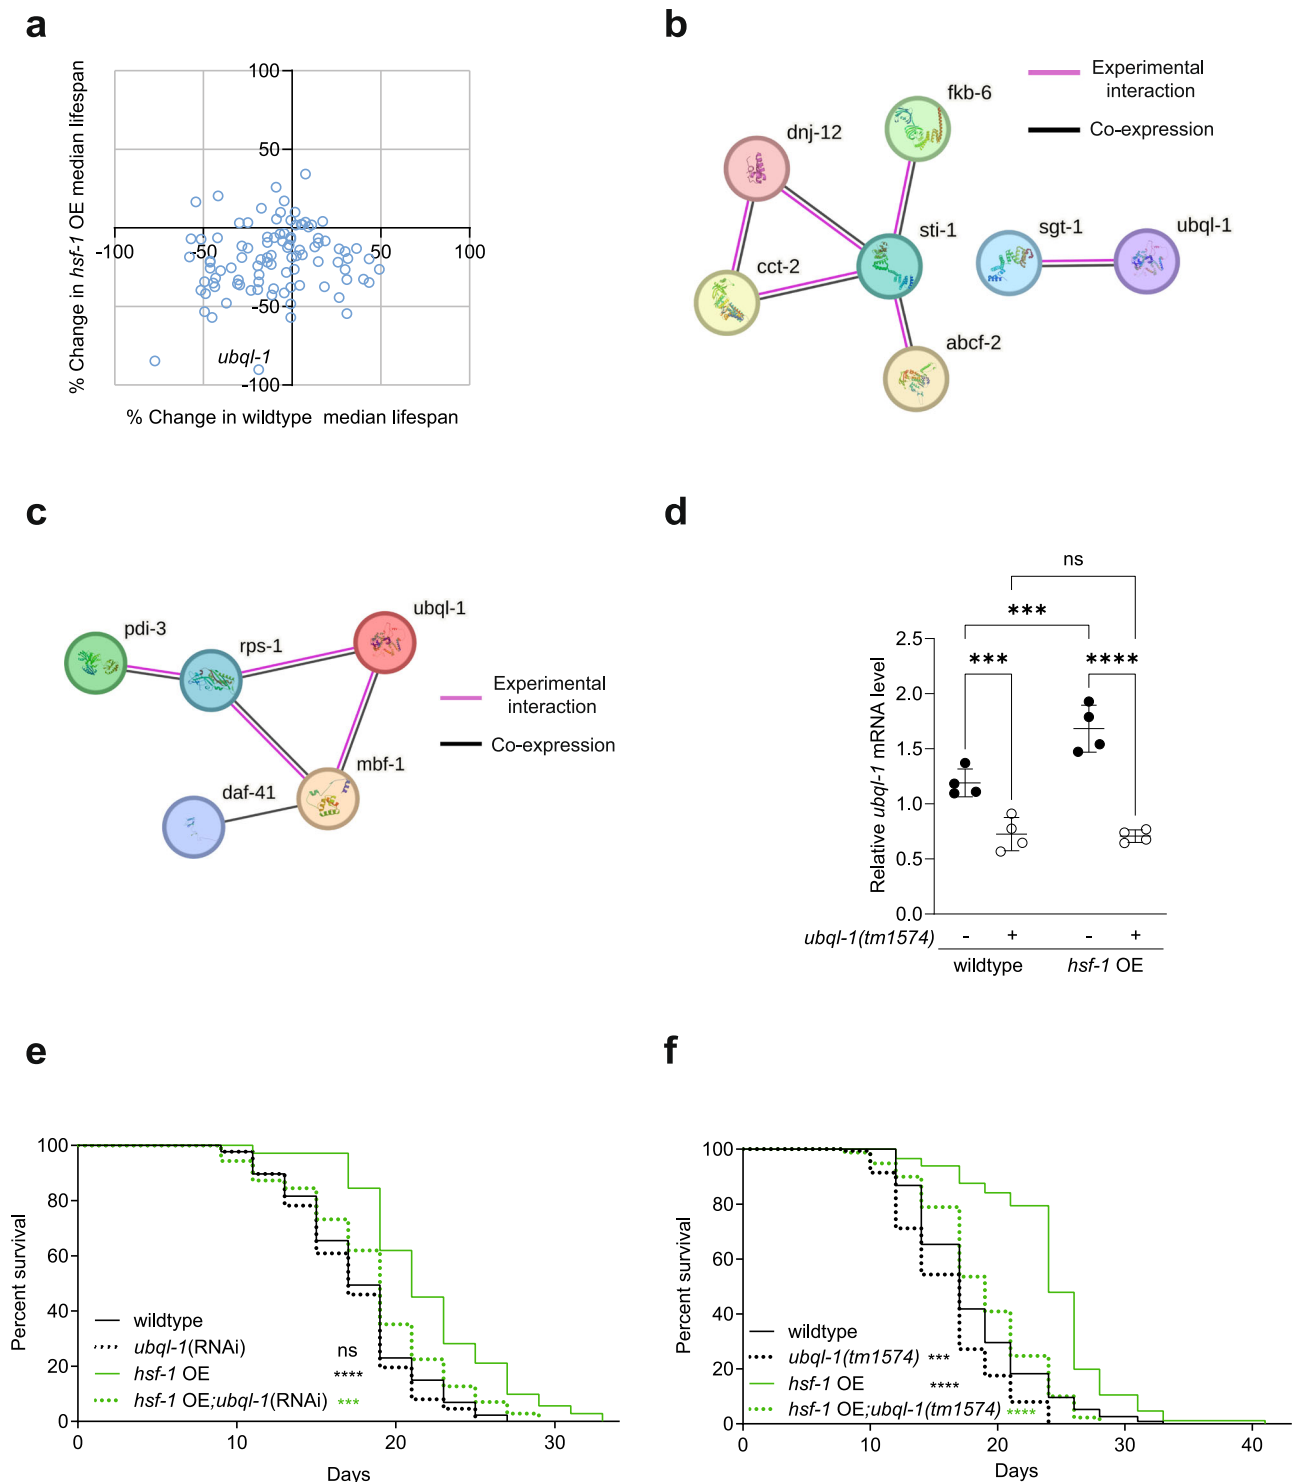 a
% Change in hsf-1 OE median lifespan
100
50
-100
-50
50
100
-50
ubql-1
-100
% Change in wildtype median lifespan
b
Experimental
interaction
Co-expression
fkb-6
dnj-12
sti-1
sgt-1
ubql-1
cct-2
abcf-2
c
ubql-1
pdi-3
rps-1
Experimental
interaction
Co-expression
mbf-1
daf-41
d
ns
***
***
****
Relative ubql-1 mRNA level
2.5
2.0
1.5
1.0
0.5
0.0
ubql-1(tm1574)
- + - +
wildtype
hsf-1 OE
e
Percent survival
100
80
60
40
20
0
wildtype
ubql-1(RNAi) ns
hsf-1 OE ****
hsf-1 OE;ubql-1(RNAi) ***
0 10 20 30
Days
f
Percent survival
100
80
60
40
20
0
wildtype
ubql-1(tm1574) ***
hsf-1 OE ****
hsf-1 OE;ubql-1(tm1574) ****
0 10 20 30 40
Days